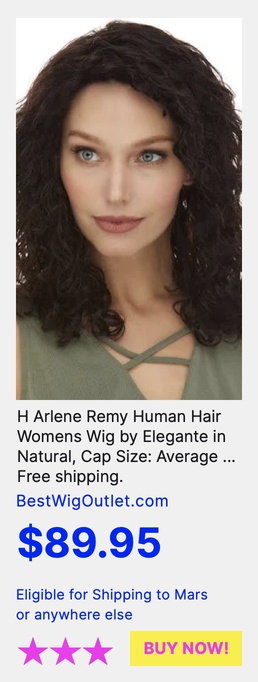 H Arlene Remy Human Hair
Womens Wig by Elegante in
Natural, Cap Size: Average ...
Free shipping.
BestWigOutlet.com
$89.95
Eligible for Shipping to Mars
or anywhere else
BUY NOW!